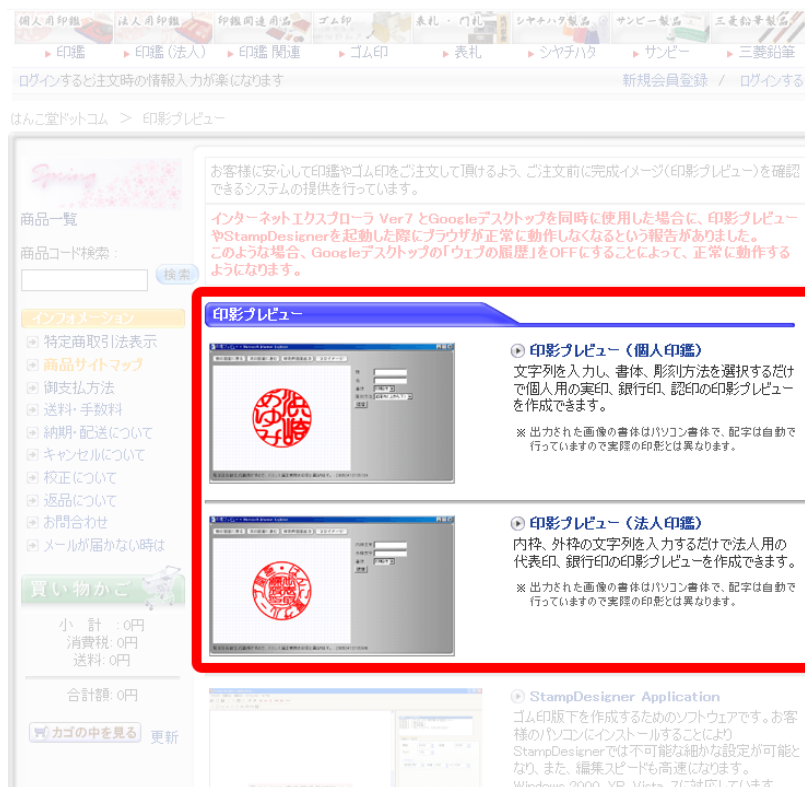 個人用印鑑 法人用印鑑 印鑑関連用品 ゴム印 表札・門札 シヤチハタ製品 サンビー製品 三菱鉛筆製品
印鑑 印鑑(法人) 印鑑 関連 ゴム印 表札 シヤチハタ サンビー 三菱鉛筆
ログインすると注文時の情報入力が楽になります 新規会員登録 / ログインする
はんこ堂ドットコム ＞ 印影プレビュー
Spring
商品一覧
商品コード検索：
検索
インフォメーション
特定商取引法表示
商品サイトマップ
御支払方法
送料・手数料
納期・配送について
キャンセルについて
校正について
返品について
お問合わせ
メールが届かない時は
買い物かご
小 計 ：0円
消費税：0円
送料：0円
合計額：0円
カゴの中を見る 更新
お客様に安心して印鑑やゴム印をご注文して頂けるよう、ご注文前に完成イメージ(印影プレビュー)を確認
できるシステムの提供を行っています。
インターネットエクスプローラ Ver7 とGoogleデスクトップを同時に使用した場合に、印影プレビュー
やStampDesignerを起動した際にブラウザが正常に動作しなくなるという報告がありました。
このような場合、Googleデスクトップの「ウェブの履歴」をOFFにすることによって、正常に動作する
ようになります。
印影プレビュー
浜崎
あゆみ
印影プレビュー（個人印鑑）
文字列を入力し、書体、彫刻方法を選択するだけ
で個人用の実印、銀行印、認印の印影プレビュー
を作成できます。
※ 出力された画像の書体はパソコン書体で、配字は自動で
行っていますので実際の印影とは異なります。
印影プレビュー（法人印鑑）
内枠、外枠の文字列を入力するだけで法人用の
代表印、銀行印の印影プレビューを作成できます。
※ 出力された画像の書体はパソコン書体で、配字は自動で
行っていますので実際の印影とは異なります。
StampDesigner Application
ゴム印版下を作成するためのソフトウェアです。お客
様のパソコンにインストールすることにより
StampDesignerでは不可能な細かな設定が可能と
なり、また、編集スピードも高速になります。
Windows 2000, XP, Vista, 7に対応しています